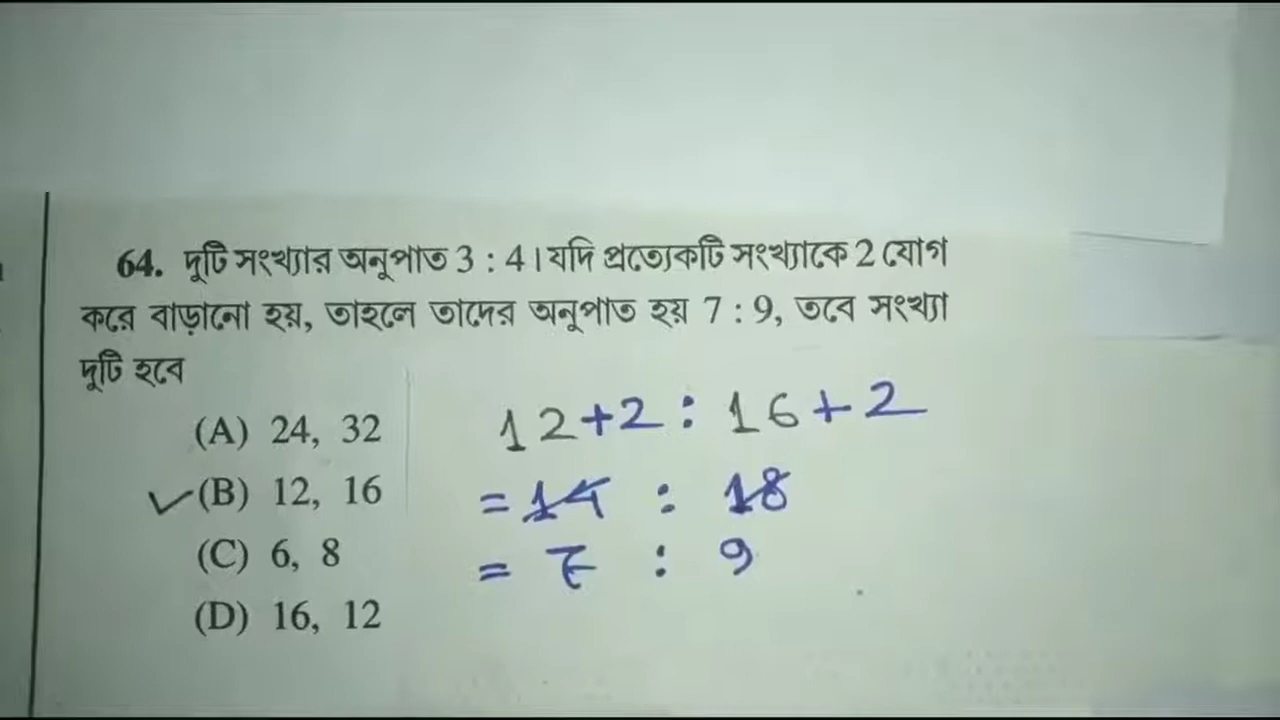 64. দুটি সংখ্যার অনুপাত 3 : 4। যদি প্রত্যেকটি সংখ্যাকে 2 যোগ
করে বাড়ানো হয়, তাহলে তাদের অনুপাত হয় 7 : 9, তবে সংখ্যা
দুটি হবে
(A) 24, 32
(B) 12, 16
(C) 6, 8
(D) 16, 12
12+2 : 16+2
= 14 : 18
= 7 : 9